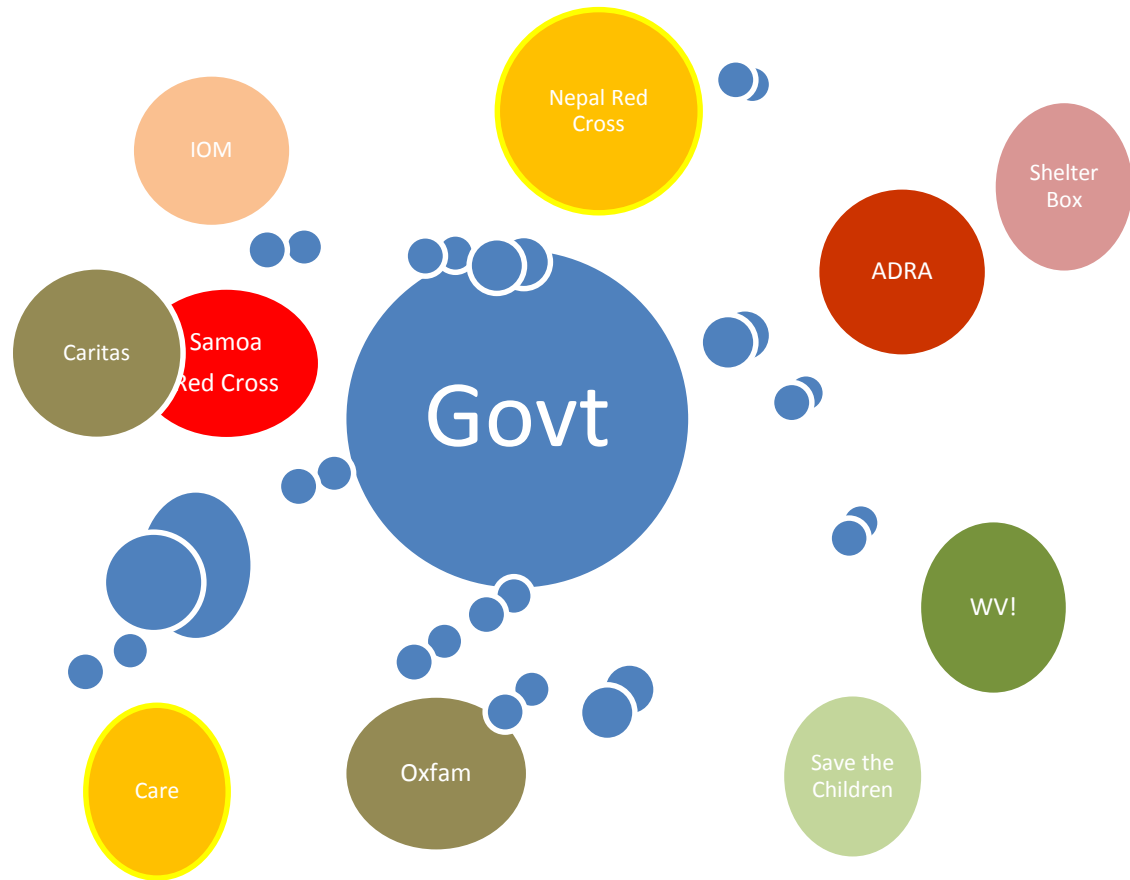 Nepal Red
Cross
IOM
Shelter
Box
ADRA
Caritas
Samoa
Red Cross
Govt
WV!
Care
Oxfam
Save the
Children